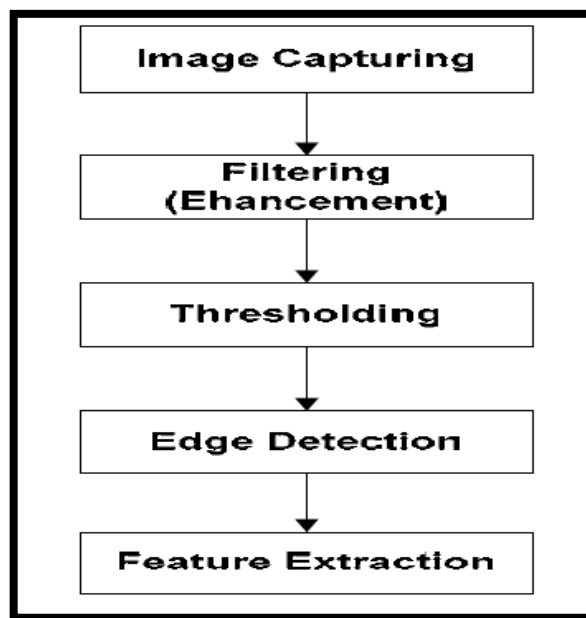 Image Capturing
Filtering
(Ehancement)
Thresholding
Edge Detection
Feature Extraction